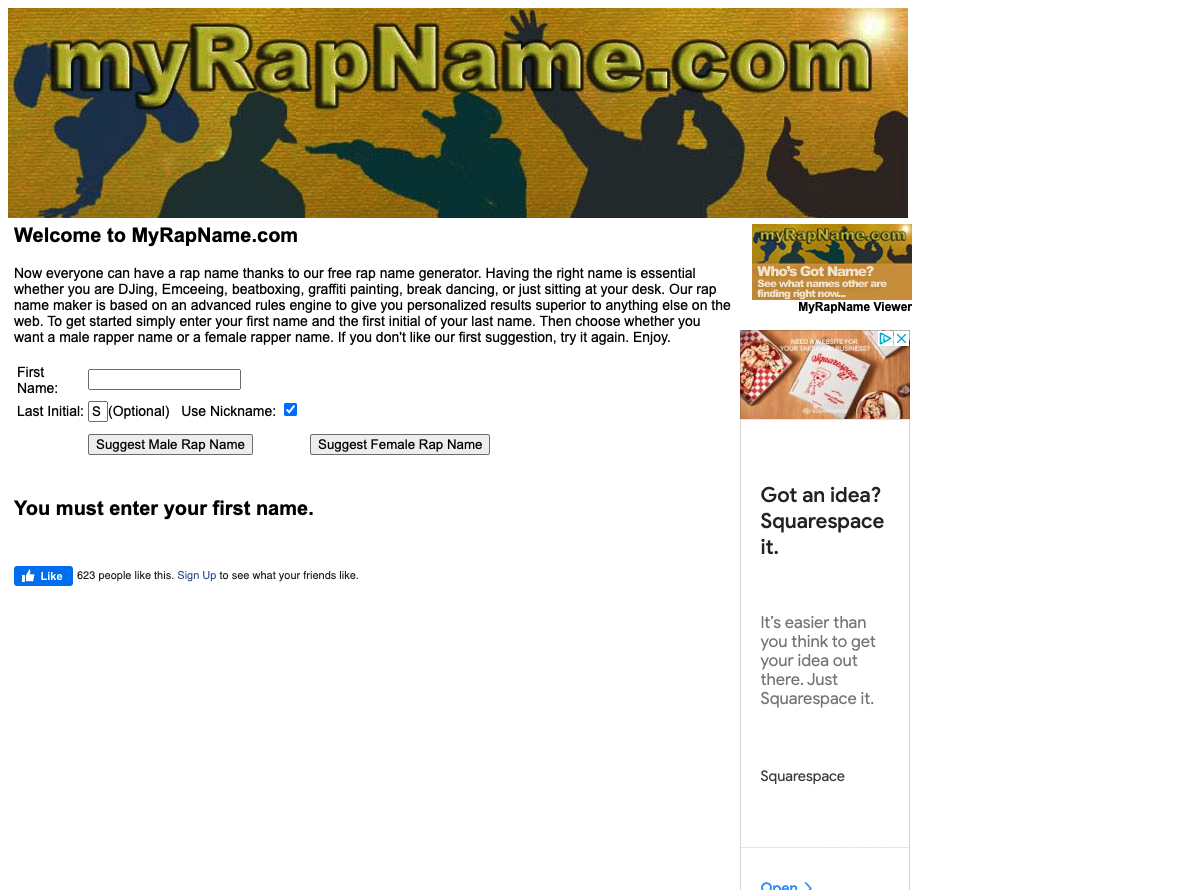 myRapName.com
Welcome to MyRapName.com
Now everyone can have a rap name thanks to our free rap name generator. Having the right name is essential
whether you are DJing, Emceeing, beatboxing, graffiti painting, break dancing, or just sitting at your desk. Our rap
name maker is based on an advanced rules engine to give you personalized results superior to anything else on the
web. To get started simply enter your first name and the first initial of your last name. Then choose whether you
want a male rapper name or a female rapper name. If you don't like our first suggestion, try it again. Enjoy.
First
Name:
Last Initial: S (Optional) Use Nickname:
Suggest Male Rap Name Suggest Female Rap Name
You must enter your first name.
Like 623 people like this. Sign Up to see what your friends like.
myRapName.com
Who's Got Name?
See what names other are
finding right now...
MyRapName Viewer
NEED A WEBSITE FOR
YOUR TAKEAWAY BUSINESS?
Squarespace
it!
SQUARESPACE
Got an idea?
Squarespace
it.
It's easier than
you think to get
your idea out
there. Just
Squarespace it.
Squarespace
Open